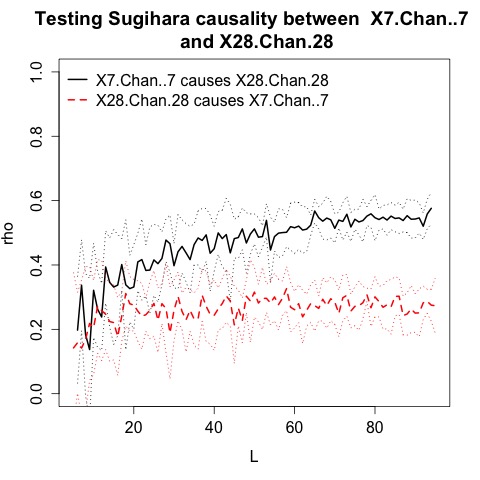 Testing Sugihara causality between X7.Chan..7
and X28.Chan.28
X7.Chan..7 causes X28.Chan.28
X28.Chan.28 causes X7.Chan..7
1.0
0.8
0.6
0.4
0.2
0.0
rho
20 40 60 80
L